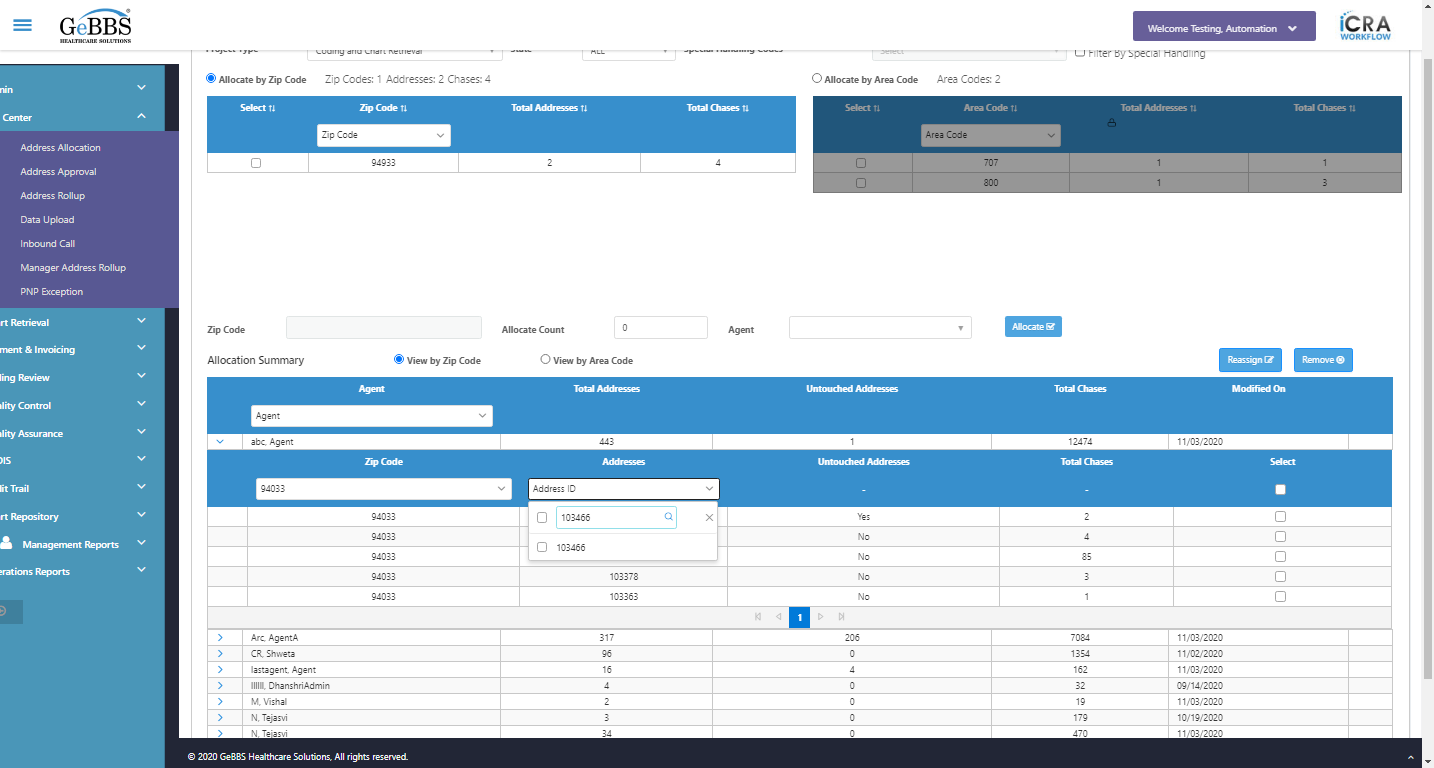 GeBBS
HEALTHCARE SOLUTIONS
Welcome Testing, Automation
iCRA
WORKFLOW
Project Type Coding and Chart Retrieval State ALL Special Handling Codes Select Filter By Special Handling
Allocate by Zip Code Zip Codes: 1 Addresses: 2 Chases: 4
Allocate by Area Code Area Codes: 2
Select Zip Code Total Addresses Total Chases
Zip Code
94933 2 4
Select Area Code Total Addresses Total Chases
Area Code
707 1 1
800 1 3
min
Center
Address Allocation
Address Approval
Address Rollup
Data Upload
Inbound Call
Manager Address Rollup
PNP Exception
rt Retrieval
ment & Invoicing
ling Review
ality Control
ality Assurance
DIS
dit Trail
rt Repository
Management Reports
erations Reports
Zip Code Allocate Count 0 Agent Allocate
Allocation Summary View by Zip Code View by Area Code Reassign Remove
Agent Total Addresses Untouched Addresses Total Chases Modified On
Agent
abc, Agent 443 1 12474 11/03/2020
Zip Code Addresses Untouched Addresses Total Chases Select
94033 Address ID - -
103466
103466
94033 Yes 2
94033 No 4
94033 No 85
94033 103378 No 3
94033 103363 No 1
1
Arc, AgentA 317 206 7084 11/03/2020
CR, Shweta 96 0 1354 11/02/2020
lastagent, Agent 16 4 162 11/03/2020
llllll, DhanshriAdmin 4 0 32 09/14/2020
M, Vishal 2 0 19 11/03/2020
N, Tejasvi 3 0 179 10/19/2020
N, Tejasvi 34 0 470 11/03/2020
© 2020 GeBBS Healthcare Solutions, All rights reserved.